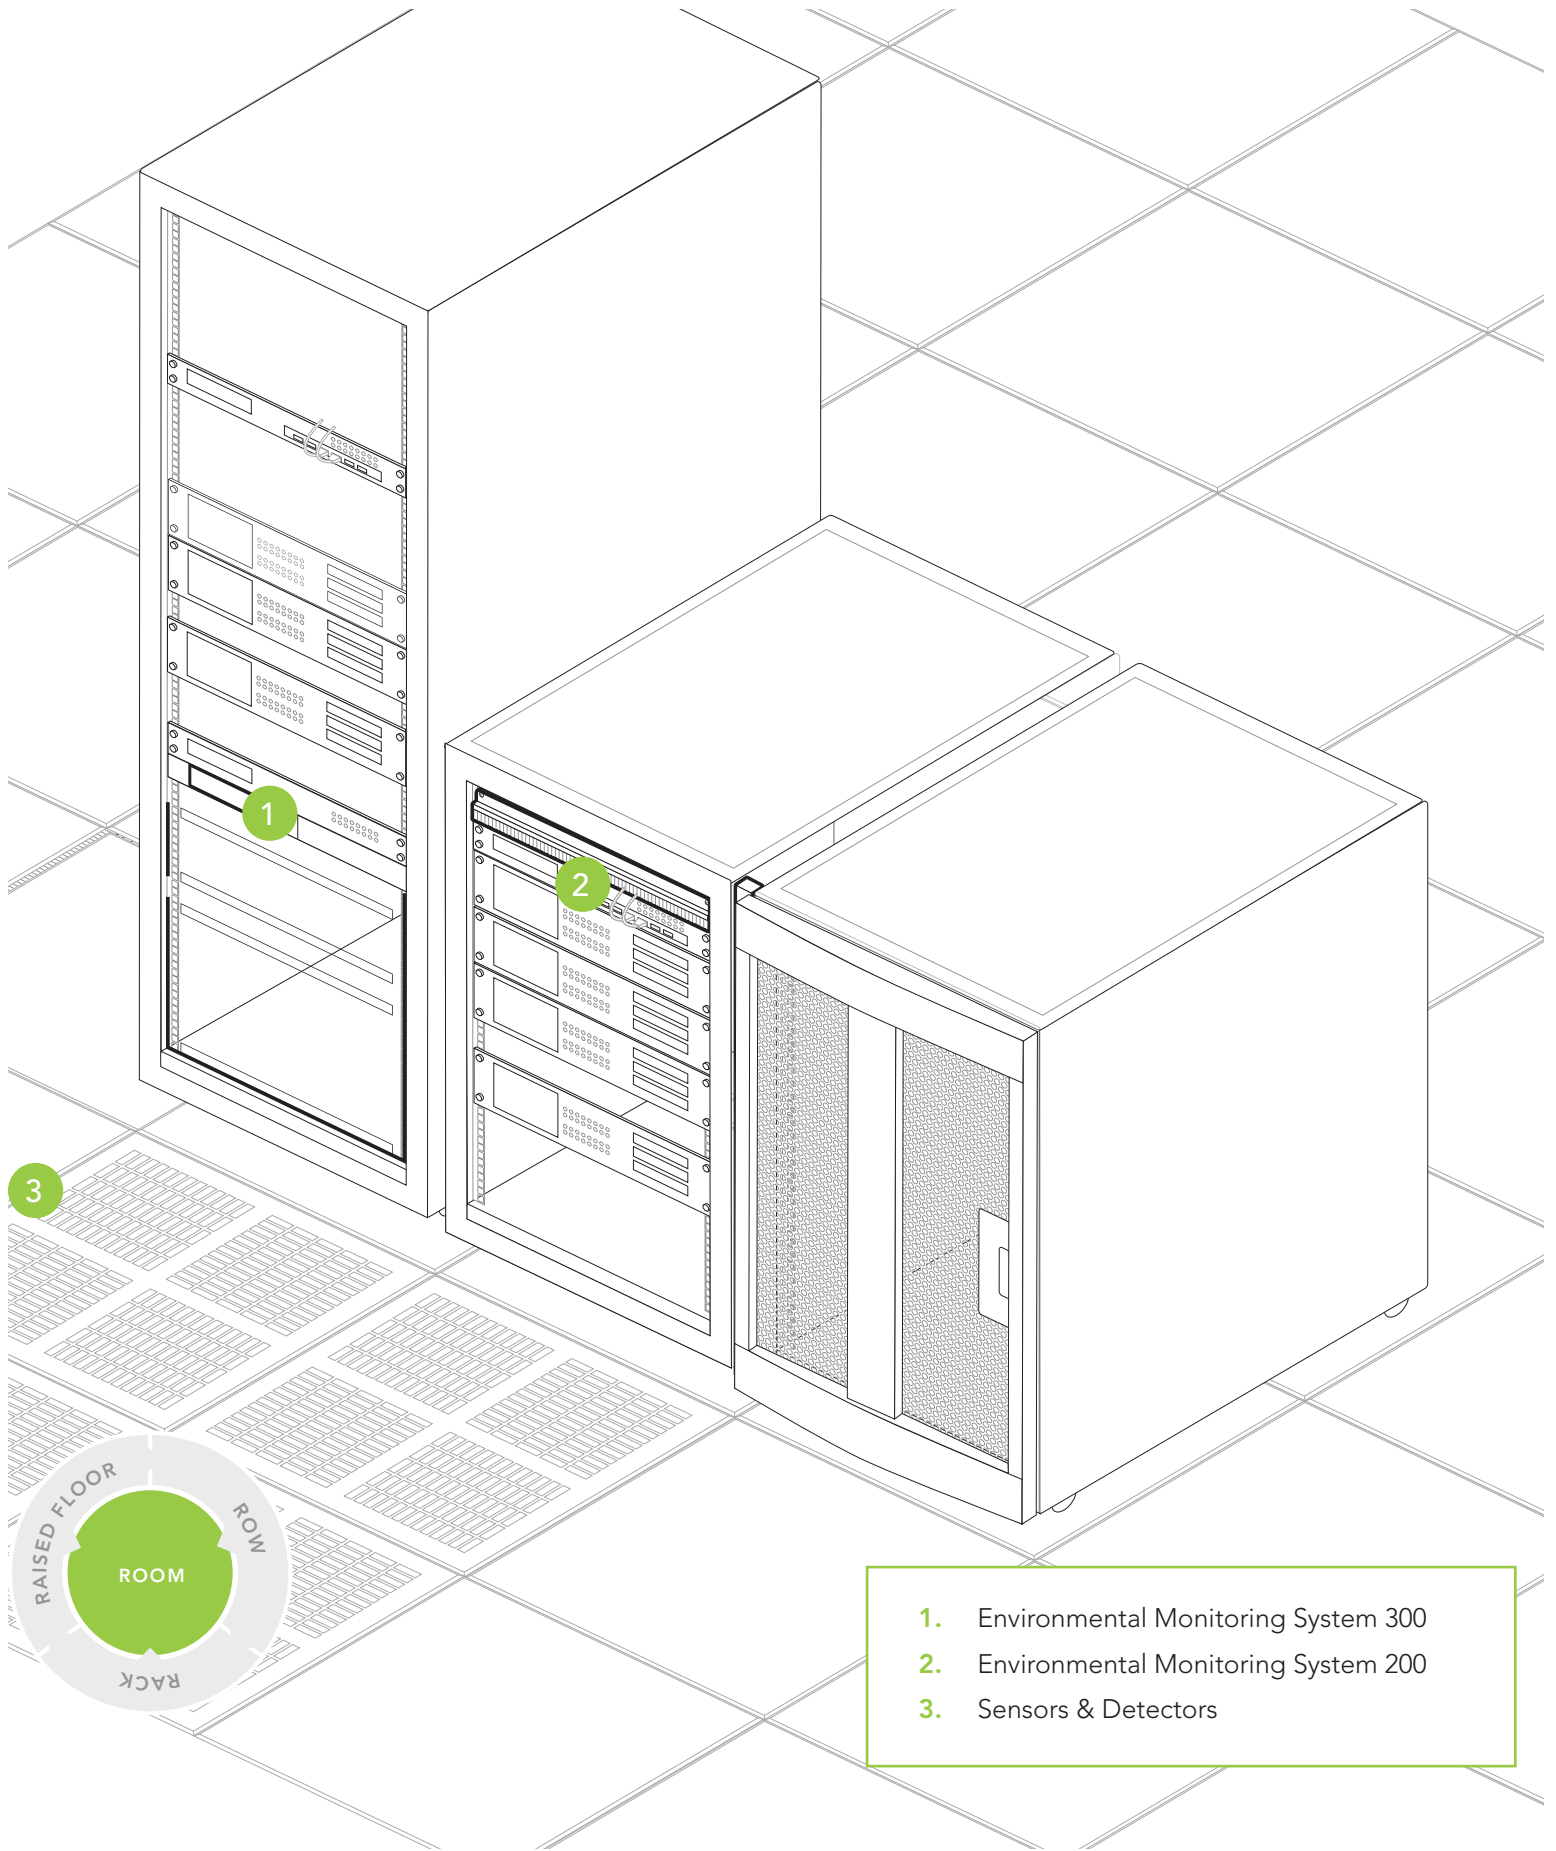 1
2
3
RAISED FLOOR
ROW
ROOM
RACK
1. Environmental Monitoring System 300
2. Environmental Monitoring System 200
3. Sensors & Detectors